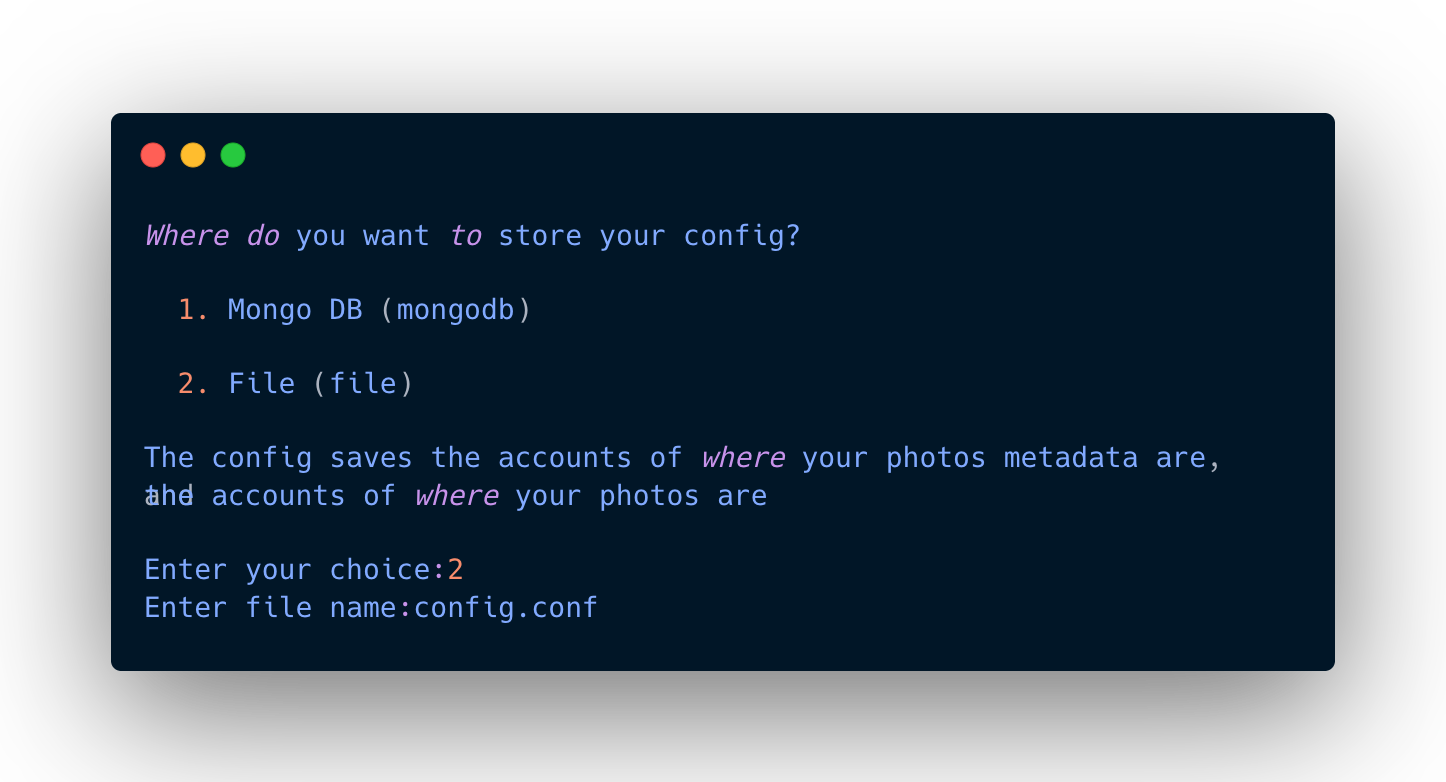 Where do you want to store your config?
1. Mongo DB (mongodb)
2. File (file)
The config saves the accounts of where your photos metadata are,
accounts of where your photos are
Enter your choice:2
Enter file name:config.conf